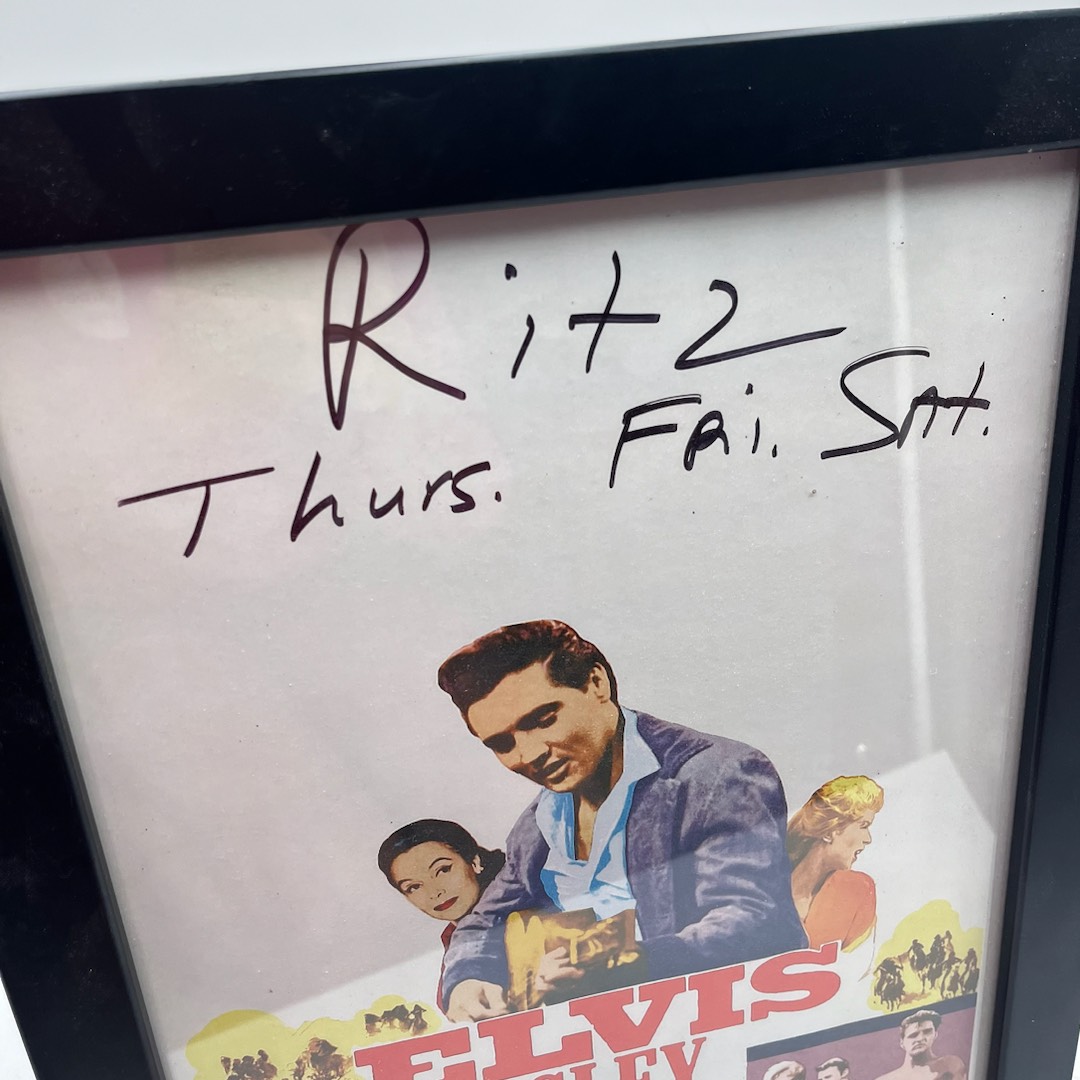 Ritz
Thurs. Fri. Sat.
ELVIS